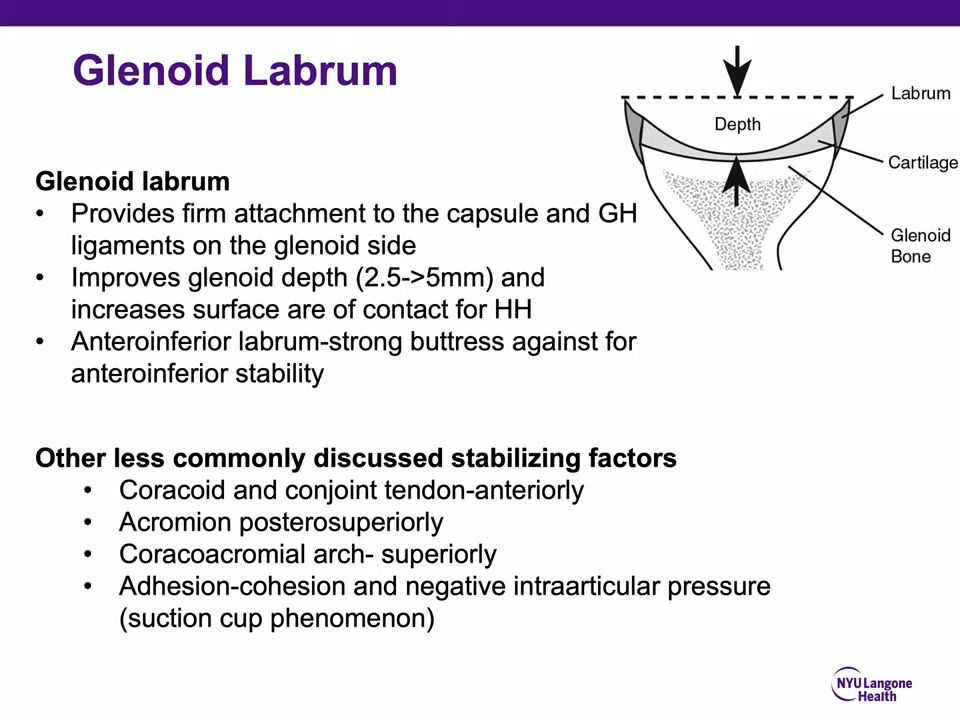 Glenoid Labrum
Labrum
Depth
Cartilage
Glenoid
Bone
Glenoid labrum
• Provides firm attachment to the capsule and GH
ligaments on the glenoid side
• Improves glenoid depth (2.5->5mm) and
increases surface are of contact for HH
• Anteroinferior labrum-strong buttress against for
anteroinferior stability
Other less commonly discussed stabilizing factors
• Coracoid and conjoint tendon-anteriorly
• Acromion posterosuperiorly
• Coracoacromial arch- superiorly
• Adhesion-cohesion and negative intraarticular pressure
(suction cup phenomenon)
NYU Langone
Health